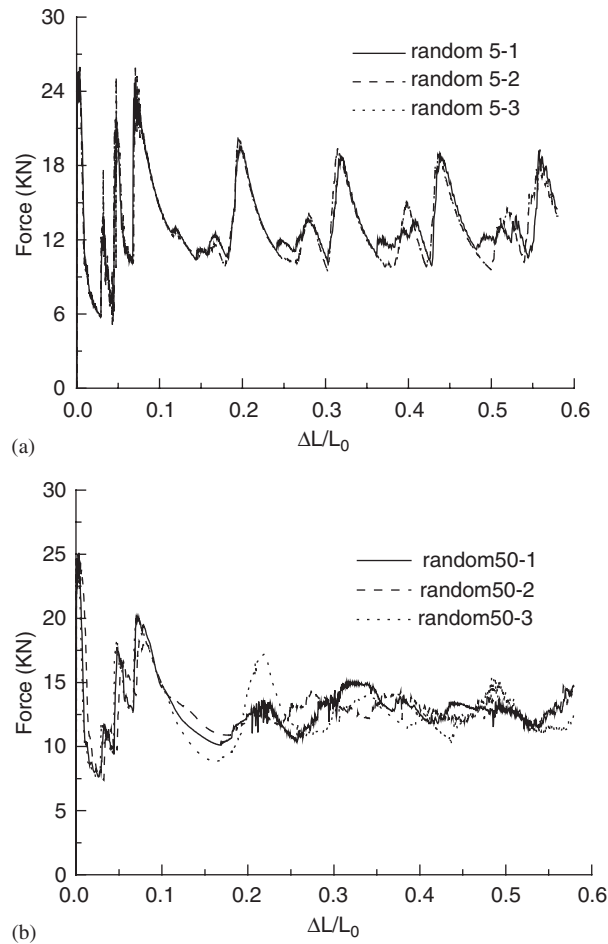 30
random 5-1
random 5-2
random 5-3
24
18
12
6
0
Force (KN)
0.0 0.1 0.2 0.3 0.4 0.5 0.6
ΔL/L0
(a)
30
random50-1
random50-2
random50-3
25
20
15
10
5
0
Force (KN)
0.0 0.1 0.2 0.3 0.4 0.5 0.6
ΔL/L0
(b)